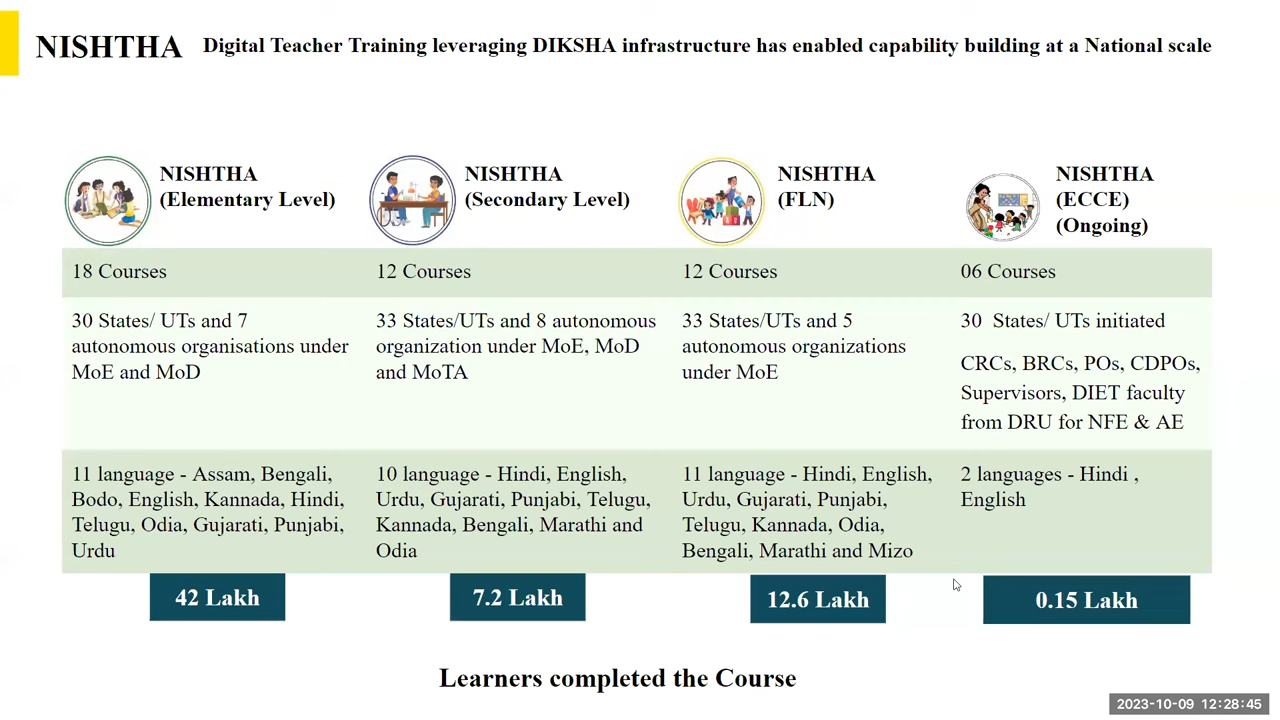 NISHTHA Digital Teacher Training leveraging DIKSHA infrastructure has enabled capability building at a National scale
NISHTHA
(Elementary Level)
NISHTHA
(Secondary Level)
NISHTHA
(FLN)
NISHTHA
(ECCE)
(Ongoing)
18 Courses
12 Courses
12 Courses
06 Courses
30 States/ UTs and 7
autonomous organisations under
MoE and MoD
33 States/UTs and 8 autonomous
organization under MoE, MoD
and MoTA
33 States/UTs and 5
autonomous organizations
under MoE
30 States/ UTs initiated
CRCs, BRCs, POs, CDPOs,
Supervisors, DIET faculty
from DRU for NFE & AE
11 language - Assam, Bengali,
Bodo, English, Kannada, Hindi,
Telugu, Odia, Gujarati, Punjabi,
Urdu
10 language - Hindi, English,
Urdu, Gujarati, Punjabi, Telugu,
Kannada, Bengali, Marathi and
Odia
11 language - Hindi, English,
Urdu, Gujarati, Punjabi,
Telugu, Kannada, Odia,
Bengali, Marathi and Mizo
2 languages - Hindi ,
English
42 Lakh
7.2 Lakh
12.6 Lakh
0.15 Lakh
Learners completed the Course
2023-10-09 12:28:45